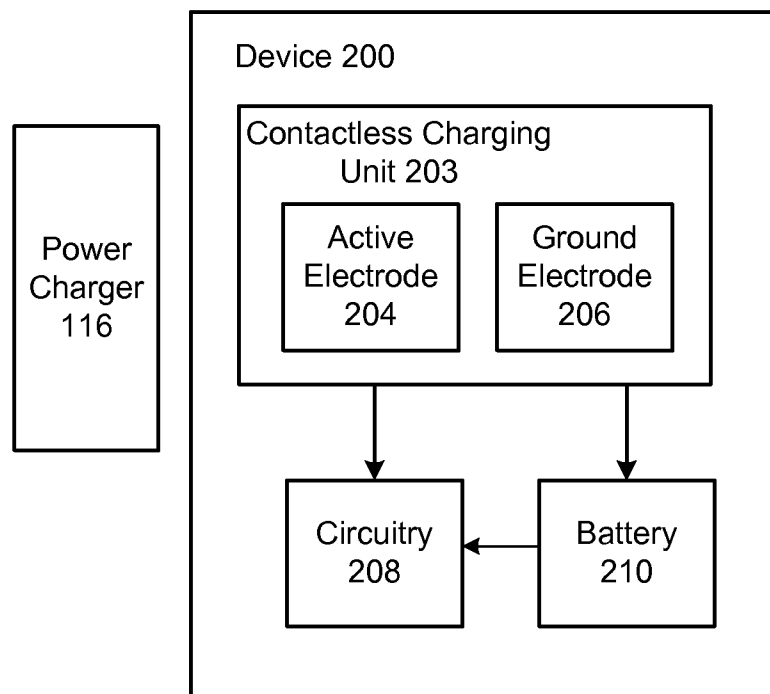 Device 200
Contactless Charging
Unit 203
Active
Electrode
204
Ground
Electrode
206
Power
Charger
116
Circuitry
208
Battery
210